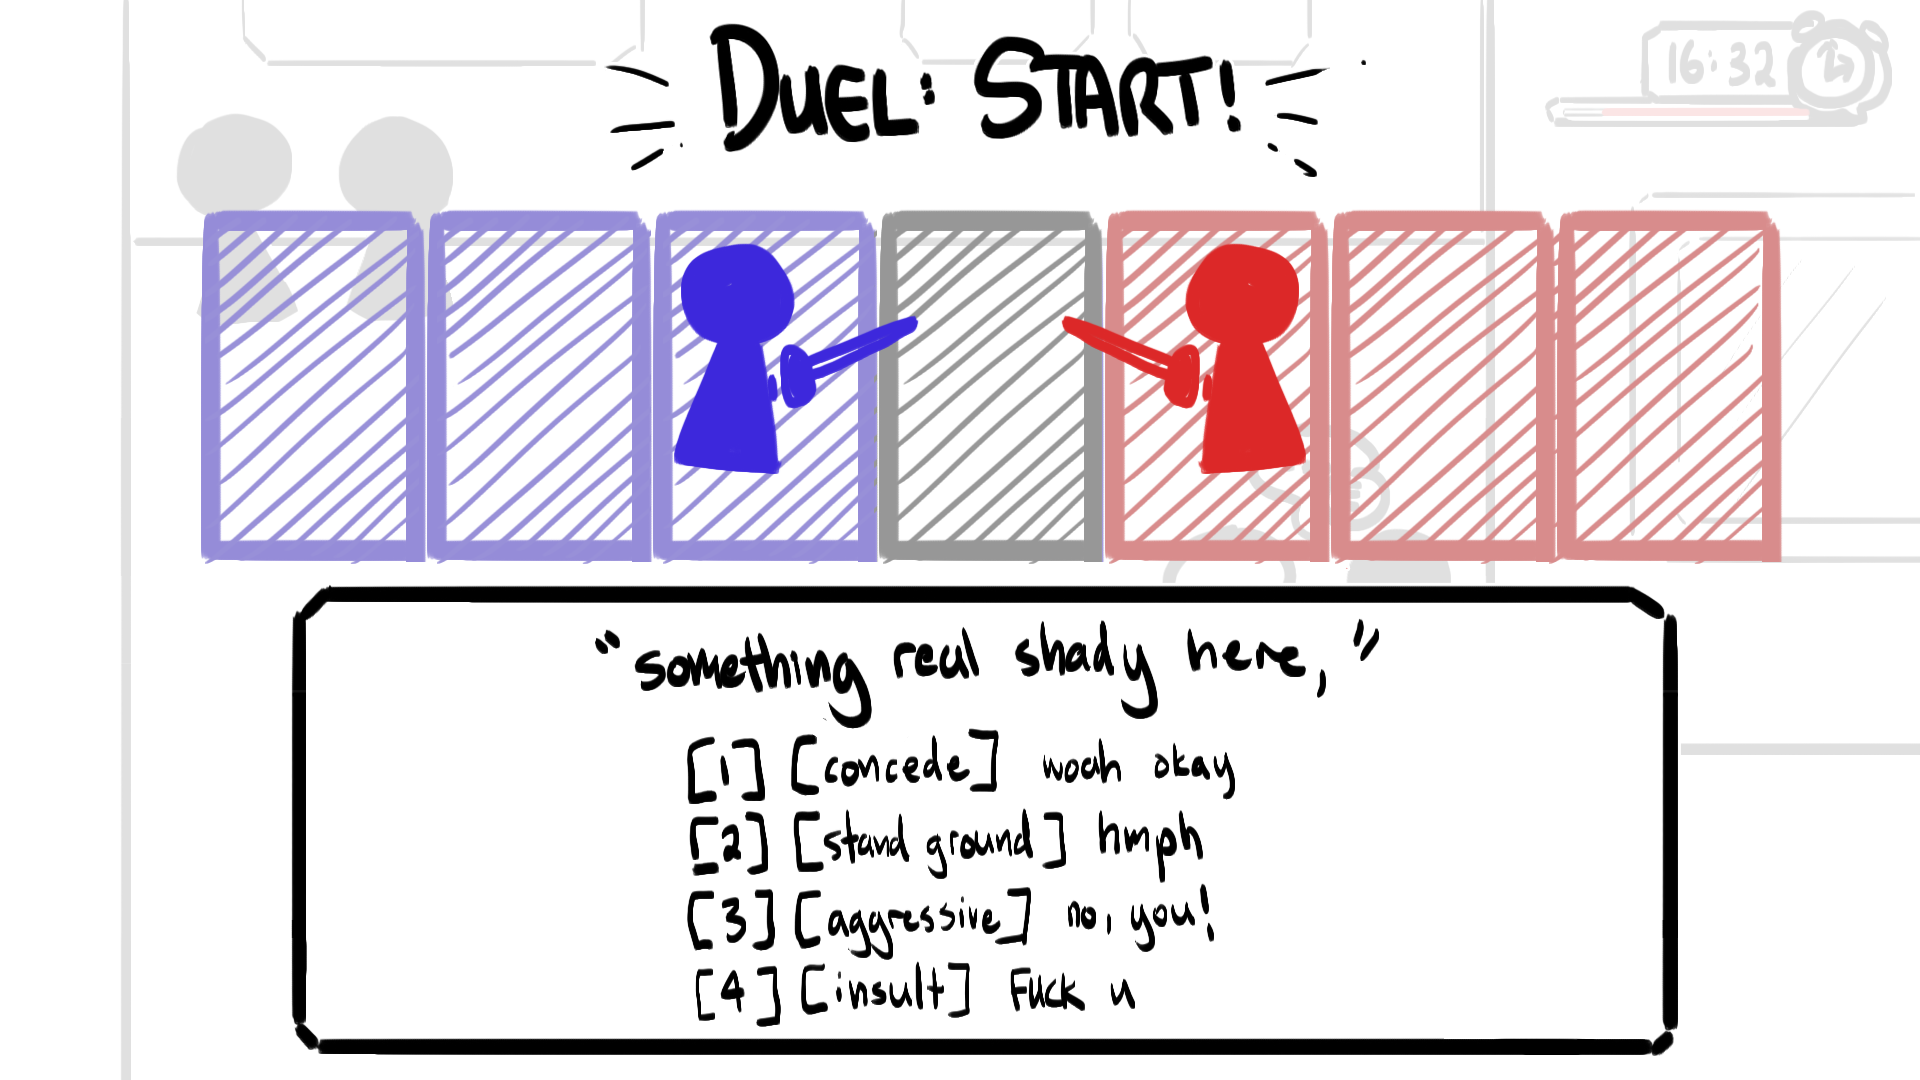 DUEL: START!
16:32
"something real shady here,"
[1] [concede] woah okay
[2] [stand ground] hmph
[3] [aggressive] no, you!
[4] [insult] Fuck u